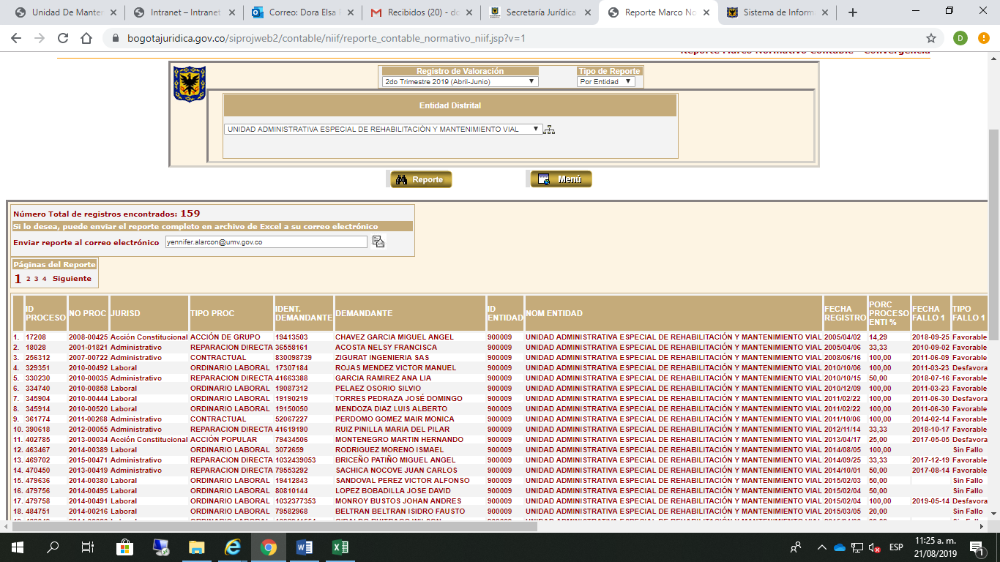 Unidad De Manten
Intranet – Intranet
Correo: Dora Elsa
Recibidos (20) - do
Secretaría Jurídica
Reporte Marco No
Sistema de Inform
bogotajuridica.gov.co/siprojweb2/contable/niif/reporte_contable_normativo_niif.jsp?v=1
D
Reporte Marco Normativo Contable - Convergencia
Registro de Valoración Tipo de Reporte
2do Trimestre 2019 (Abril-Junio) Por Entidad
Entidad Distrital
UNIDAD ADMINISTRATIVA ESPECIAL DE REHABILITACIÓN Y MANTENIMIENTO VIAL
Reporte Menú
Número Total de registros encontrados: 159
Si lo desea, puede enviar el reporte completo en archivo de Excel a su correo electrónico
Enviar reporte al correo electrónico yennifer.alarcon@umv.gov.co
Páginas del Reporte
1 2 3 4 Siguiente
ID PROCESO NO PROC JURISD TIPO PROC IDENT. DEMANDANTE DEMANDANTE ID ENTIDAD NOM ENTIDAD FECHA REGISTRO PORC PROCESO ENTI % FECHA FALLO 1 TIPO FALLO 1
1. 17208 2008-00425 Acción Constitucional ACCIÓN DE GRUPO 19413503 CHAVEZ GARCIA MIGUEL ANGEL 900009 UNIDAD ADMINISTRATIVA ESPECIAL DE REHABILITACIÓN Y MANTENIMIENTO VIAL 2005/04/02 14,29 2018-09-25 Favorable
2. 18028 2001-01821 Administrativo REPARACION DIRECTA 36558161 ACOSTA NELSY FRANCISCA 900009 UNIDAD ADMINISTRATIVA ESPECIAL DE REHABILITACIÓN Y MANTENIMIENTO VIAL 2005/04/06 33,33 2010-09-02 Favorable
3. 256312 2007-00722 Administrativo CONTRACTUAL 830098739 ZIGURAT INGENIERIA SAS 900009 UNIDAD ADMINISTRATIVA ESPECIAL DE REHABILITACIÓN Y MANTENIMIENTO VIAL 2008/06/16 100,00 2011-06-09 Favorable
4. 329351 2010-00492 Laboral ORDINARIO LABORAL 17307184 ROJAS MENDEZ VICTOR MANUEL 900009 UNIDAD ADMINISTRATIVA ESPECIAL DE REHABILITACIÓN Y MANTENIMIENTO VIAL 2010/10/06 100,00 2011-03-23 Desfavora
5. 330230 2010-00035 Administrativo REPARACION DIRECTA 41663388 GARCIA RAMIREZ ANA LIA 900009 UNIDAD ADMINISTRATIVA ESPECIAL DE REHABILITACIÓN Y MANTENIMIENTO VIAL 2010/10/15 50,00 2018-07-16 Favorable
6. 334740 2010-00858 Laboral ORDINARIO LABORAL 19087312 PELAEZ OSORIO SILVIO 900009 UNIDAD ADMINISTRATIVA ESPECIAL DE REHABILITACIÓN Y MANTENIMIENTO VIAL 2010/12/09 100,00 2011-03-23 Favorable
7. 345904 2010-00444 Laboral ORDINARIO LABORAL 19190219 TORRES PEDRAZA JOSÉ DOMINGO 900009 UNIDAD ADMINISTRATIVA ESPECIAL DE REHABILITACIÓN Y MANTENIMIENTO VIAL 2011/02/22 100,00 2011-06-30 Desfavora
8. 345914 2010-00520 Laboral ORDINARIO LABORAL 19150050 MENDOZA DIAZ LUIS ALBERTO 900009 UNIDAD ADMINISTRATIVA ESPECIAL DE REHABILITACIÓN Y MANTENIMIENTO VIAL 2011/02/22 100,00 2011-06-30 Favorable
9. 361774 2011-00268 Administrativo CONTRACTUAL 52067227 PERDOMO GOMEZ MAIR MONICA 900009 UNIDAD ADMINISTRATIVA ESPECIAL DE REHABILITACIÓN Y MANTENIMIENTO VIAL 2011/10/06 100,00 2014-02-14 Favorable
10. 390618 2012-00055 Administrativo REPARACION DIRECTA 41619190 RUIZ PINILLA MARIA DEL PILAR 900009 UNIDAD ADMINISTRATIVA ESPECIAL DE REHABILITACIÓN Y MANTENIMIENTO VIAL 2012/11/14 33,33 2018-10-17 Favorable
11. 402785 2013-00034 Acción Constitucional ACCIÓN POPULAR 79434506 MONTENEGRO MARTIN HERNANDO 900009 UNIDAD ADMINISTRATIVA ESPECIAL DE REHABILITACIÓN Y MANTENIMIENTO VIAL 2013/04/17 25,00 2017-05-05 Desfavora
12. 463467 2014-00389 Laboral ORDINARIO LABORAL 3072659 RODRIGUEZ MORENO ISMAEL 900009 UNIDAD ADMINISTRATIVA ESPECIAL DE REHABILITACIÓN Y MANTENIMIENTO VIAL 2014/08/05 100,00 Sin Fallo
13. 469702 2015-00471 Administrativo REPARACION DIRECTA 1032439053 BRICEÑO PATIÑO MIGUEL ANGEL 900009 UNIDAD ADMINISTRATIVA ESPECIAL DE REHABILITACIÓN Y MANTENIMIENTO VIAL 2014/09/25 33,33 2017-12-19 Favorable
14. 470450 2013-00419 Administrativo REPARACION DIRECTA 79553292 SACHICA NOCOVE JUAN CARLOS 900009 UNIDAD ADMINISTRATIVA ESPECIAL DE REHABILITACIÓN Y MANTENIMIENTO VIAL 2014/10/01 50,00 2017-08-14 Favorable
15. 479636 2014-00380 Laboral ORDINARIO LABORAL 19412843 SANDOVAL PEREZ VICTOR ALFONSO 900009 UNIDAD ADMINISTRATIVA ESPECIAL DE REHABILITACIÓN Y MANTENIMIENTO VIAL 2015/02/03 50,00 Sin Fallo
16. 479756 2014-00495 Laboral ORDINARIO LABORAL 80810144 LOPEZ BOBADILLA JOSE DAVID 900009 UNIDAD ADMINISTRATIVA ESPECIAL DE REHABILITACIÓN Y MANTENIMIENTO VIAL 2015/02/04 50,00 Sin Fallo
17. 479758 2014-00491 Laboral ORDINARIO LABORAL 1032377353 MONROY BUSTOS JOHAN ANDRES 900009 UNIDAD ADMINISTRATIVA ESPECIAL DE REHABILITACIÓN Y MANTENIMIENTO VIAL 2015/02/04 100,00 2019-05-14 Desfavora
18. 484751 2014-00216 Laboral ORDINARIO LABORAL 79582968 BELTRAN BELTRAN ISIDRO FAUSTO 900009 UNIDAD ADMINISTRATIVA ESPECIAL DE REHABILITACIÓN Y MANTENIMIENTO VIAL 2015/03/05 20,00 Sin Fallo
ESP
11:25 a. m.
21/08/2019
1